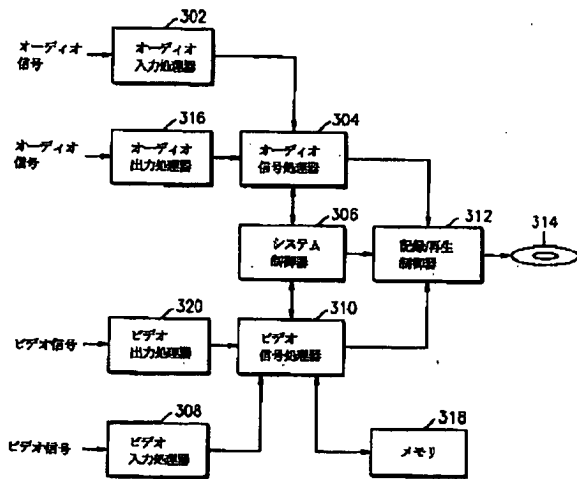 302
オーディオ
信号
オーディオ
入力処理器
316
304
オーディオ
信号
オーディオ
出力処理器
オーディオ
信号処理器
306
312
314
システム
制御器
記録/再生
制御器
320
310
ビデオ信号
ビデオ
出力処理器
ビデオ
信号処理器
308
318
ビデオ信号
ビデオ
入力処理器
メモリ